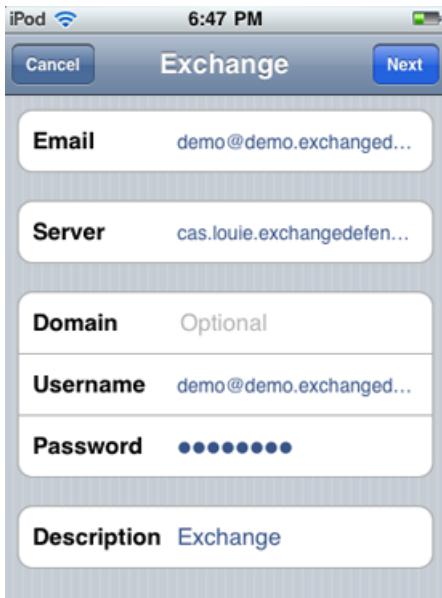 iPod 6:47 PM
Cancel Exchange Next
Email demo@demo.exchanged...
Server cas.louie.exchangedefen...
Domain Optional
Username demo@demo.exchanged...
Password ●●●●●●●●
Description Exchange